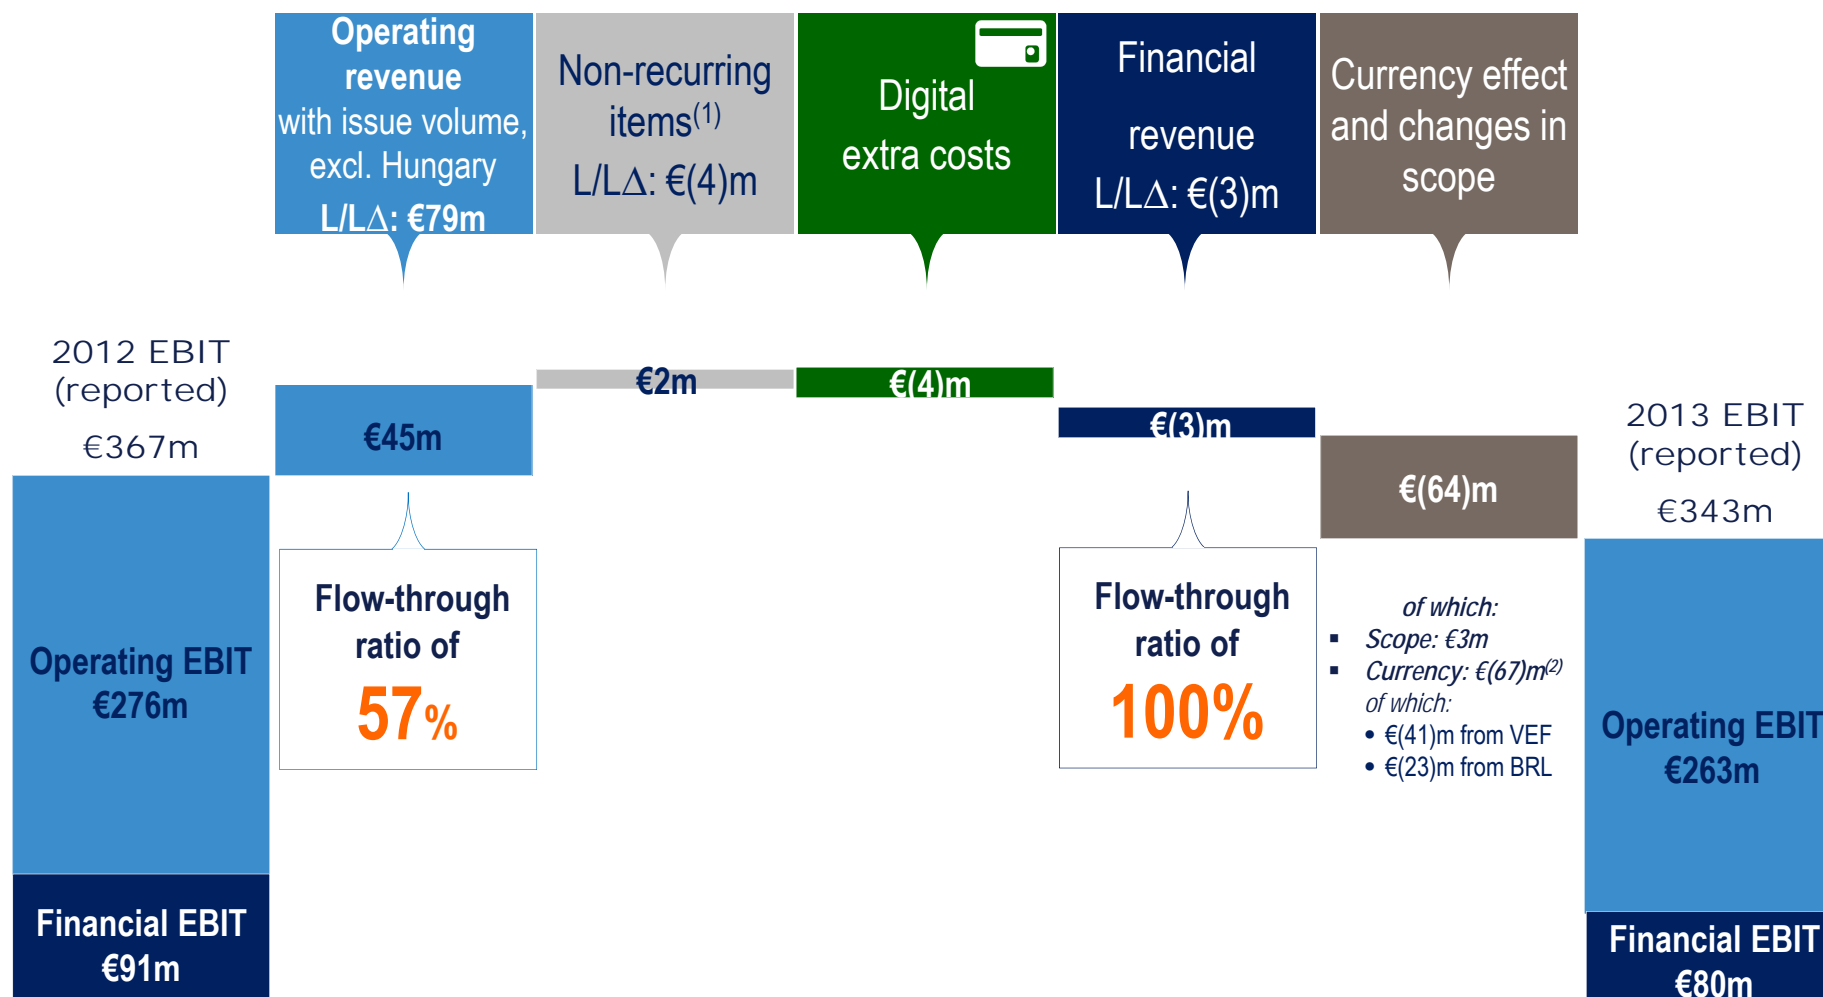 Operating
revenue
with issue volume,
excl. Hungary
L/L∆: €79m
Non-recurring
items(1)
L/L∆: €(4)m
Digital
extra costs
Financial
revenue
L/L∆: €(3)m
Currency effect
and changes in
scope
2012 EBIT
(reported)
€367m
Operating EBIT
€276m
Financial EBIT
€91m
€45m
Flow-through
ratio of
57%
€2m
€(4)m
€(3)m
Flow-through
ratio of
100%
€(64)m
of which:
▪ Scope: €3m
▪ Currency: €(67)m(2)
of which:
• €(41)m from VEF
• €(23)m from BRL
2013 EBIT
(reported)
€343m
Operating EBIT
€263m
Financial EBIT
€80m